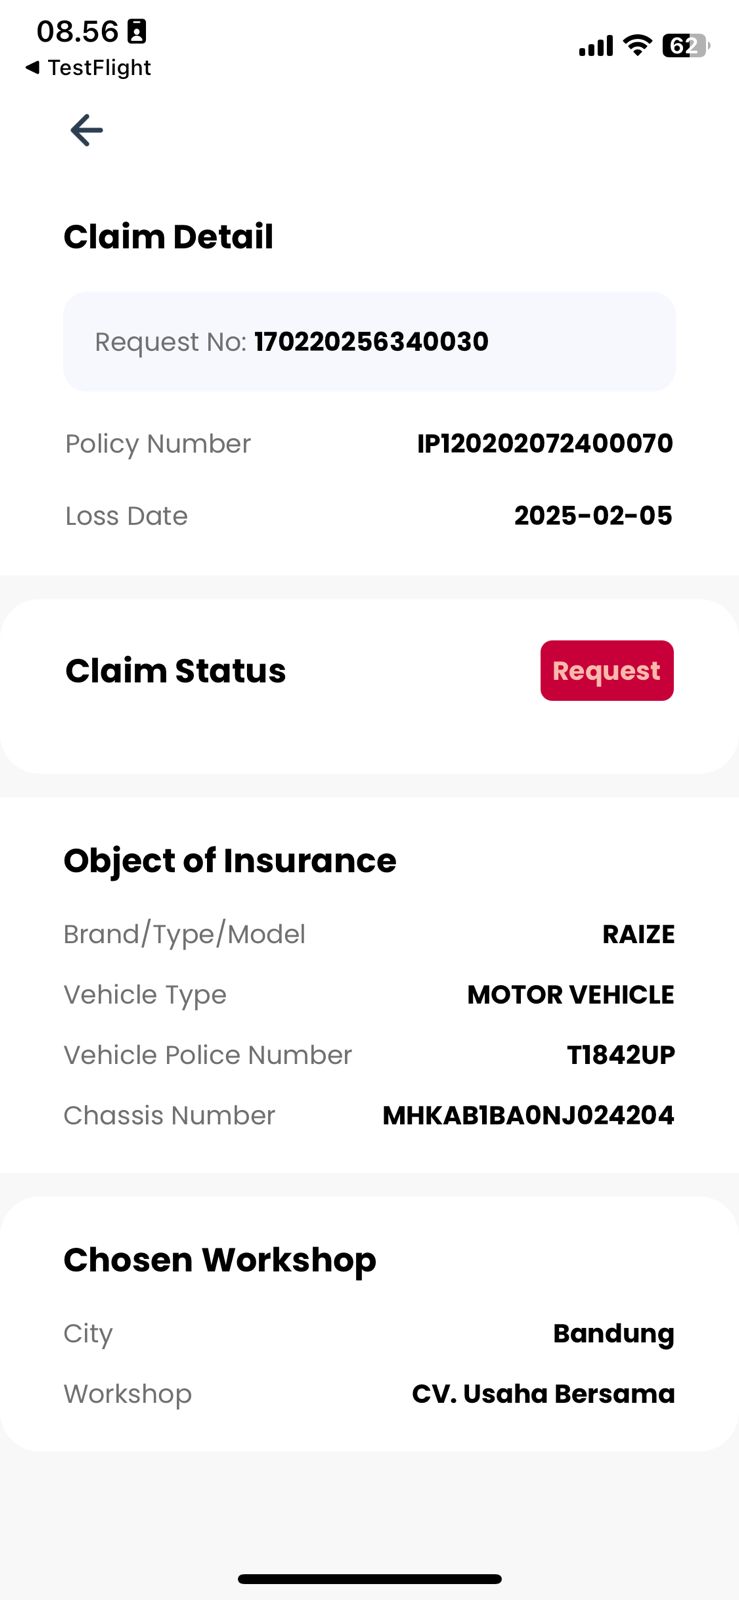 08.56
62
◀ TestFlight
Claim Detail
Request No: 170220256340030
Policy Number IP120202072400070
Loss Date 2025-02-05
Claim Status Request
Object of Insurance
Brand/Type/Model RAIZE
Vehicle Type MOTOR VEHICLE
Vehicle Police Number T1842UP
Chassis Number MHKAB1BA0NJ024204
Chosen Workshop
City Bandung
Workshop CV. Usaha Bersama